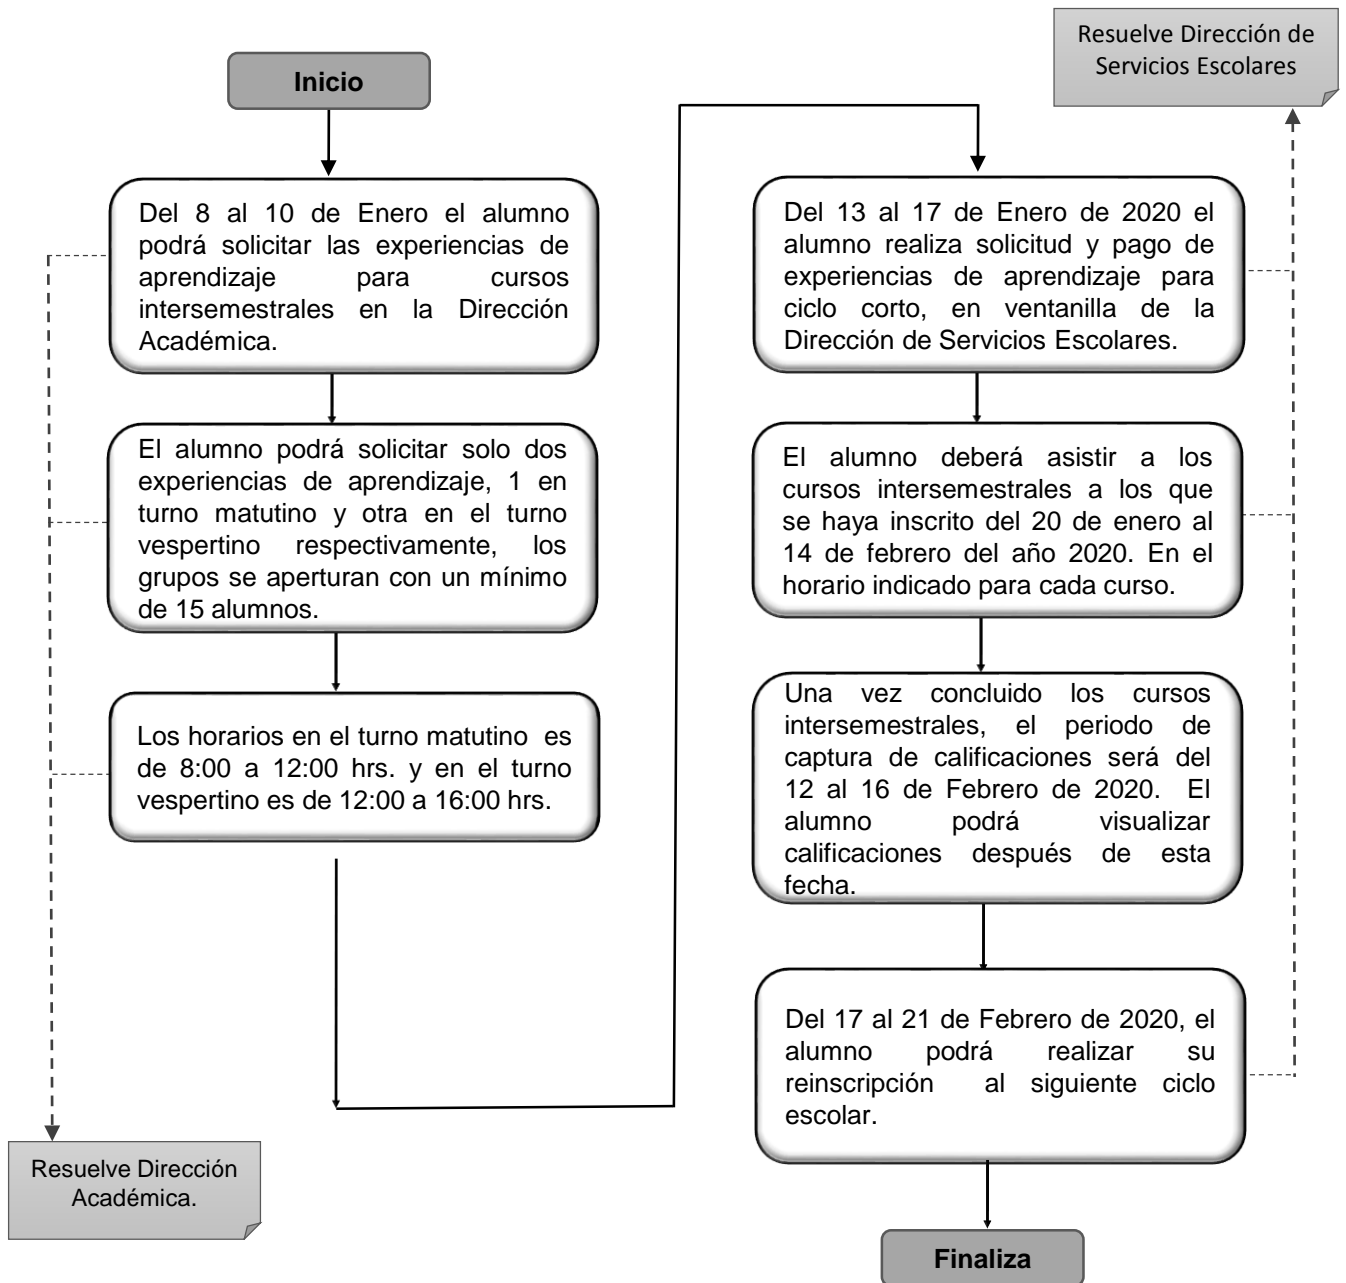 Inicio
Del 8 al 10 de Enero el alumno
podrá solicitar las experiencias de
aprendizaje para cursos
intersemestrales en la Dirección
Académica.
El alumno podrá solicitar solo dos
experiencias de aprendizaje, 1 en
turno matutino y otra en el turno
vespertino respectivamente, los
grupos se aperturan con un mínimo
de 15 alumnos.
Los horarios en el turno matutino es
de 8:00 a 12:00 hrs. y en el turno
vespertino es de 12:00 a 16:00 hrs.
Resuelve Dirección
Académica.
Resuelve Dirección de
Servicios Escolares
Del 13 al 17 de Enero de 2020 el
alumno realiza solicitud y pago de
experiencias de aprendizaje para
ciclo corto, en ventanilla de la
Dirección de Servicios Escolares.
El alumno deberá asistir a los
cursos intersemestrales a los que
se haya inscrito del 20 de enero al
14 de febrero del año 2020. En el
horario indicado para cada curso.
Una vez concluido los cursos
intersemestrales, el periodo de
captura de calificaciones será del
12 al 16 de Febrero de 2020. El
alumno podrá visualizar
calificaciones después de esta
fecha.
Del 17 al 21 de Febrero de 2020, el
alumno podrá realizar su
reinscripción al siguiente ciclo
escolar.
Finaliza